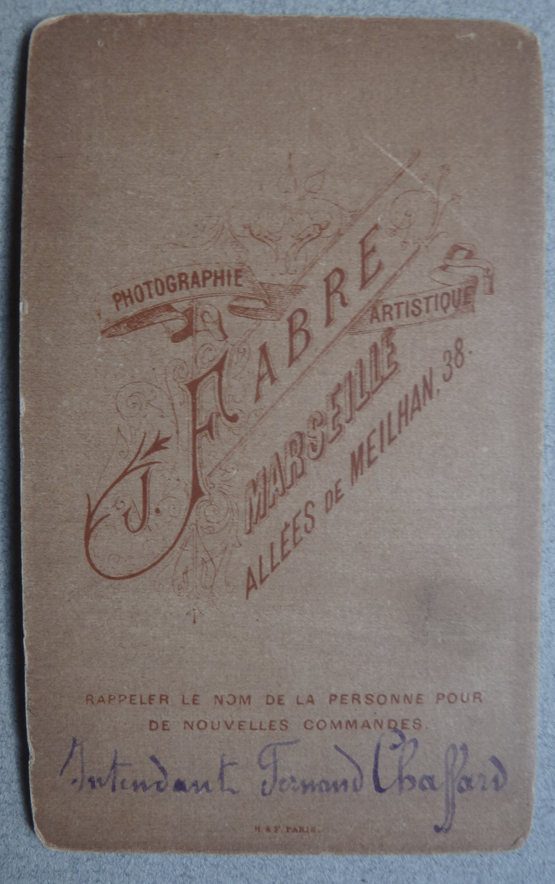 PHOTOGRAPHIE
ARTISTIQUE
J. FABRE
MARSEILLE
ALLÉES DE MEILHAN, 38.
RAPPELER LE NOM DE LA PERSONNE POUR
DE NOUVELLES COMMANDES.
Intendant Fernand Chaffard
H. & F. PARIS.